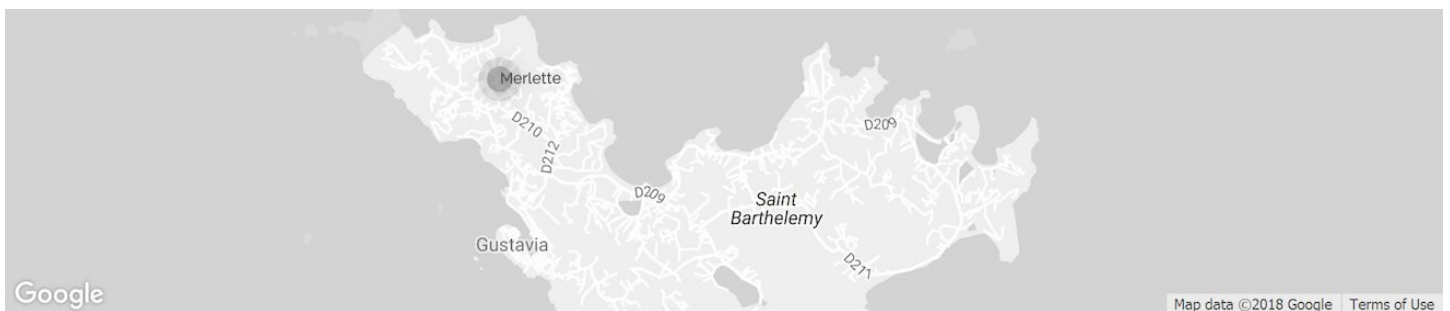 Merlette
D210
D209
D212
D209
Saint
Barthelemy
Gustavia
D211
Google
Map data ©2018 Google
Terms of Use